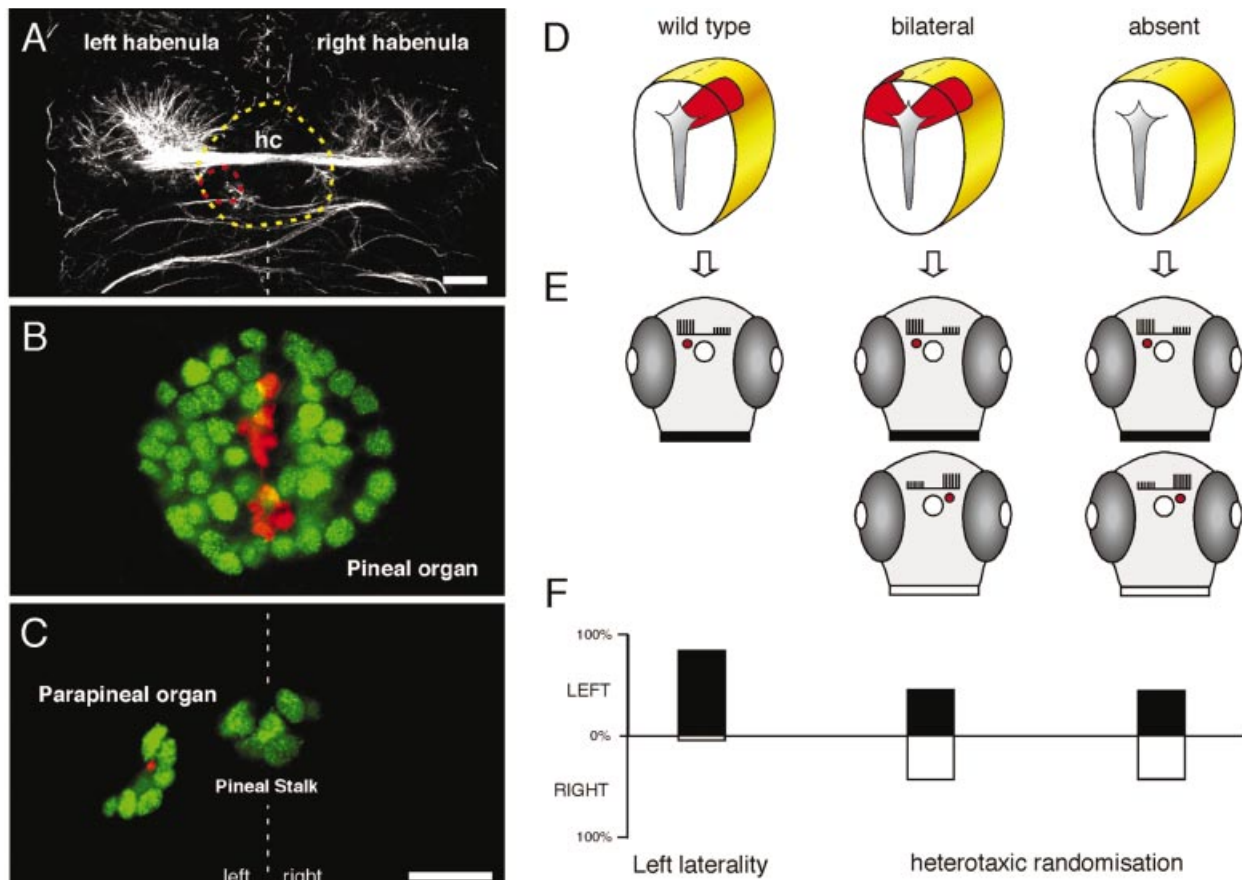 A
left habenula
right habenula
hc
B
Pineal organ
C
Parapineal organ
Pineal Stalk
left
right
D
wild type
bilateral
absent
E
F
100%
LEFT
0%
RIGHT
100%
Left laterality
heterotaxic randomisation